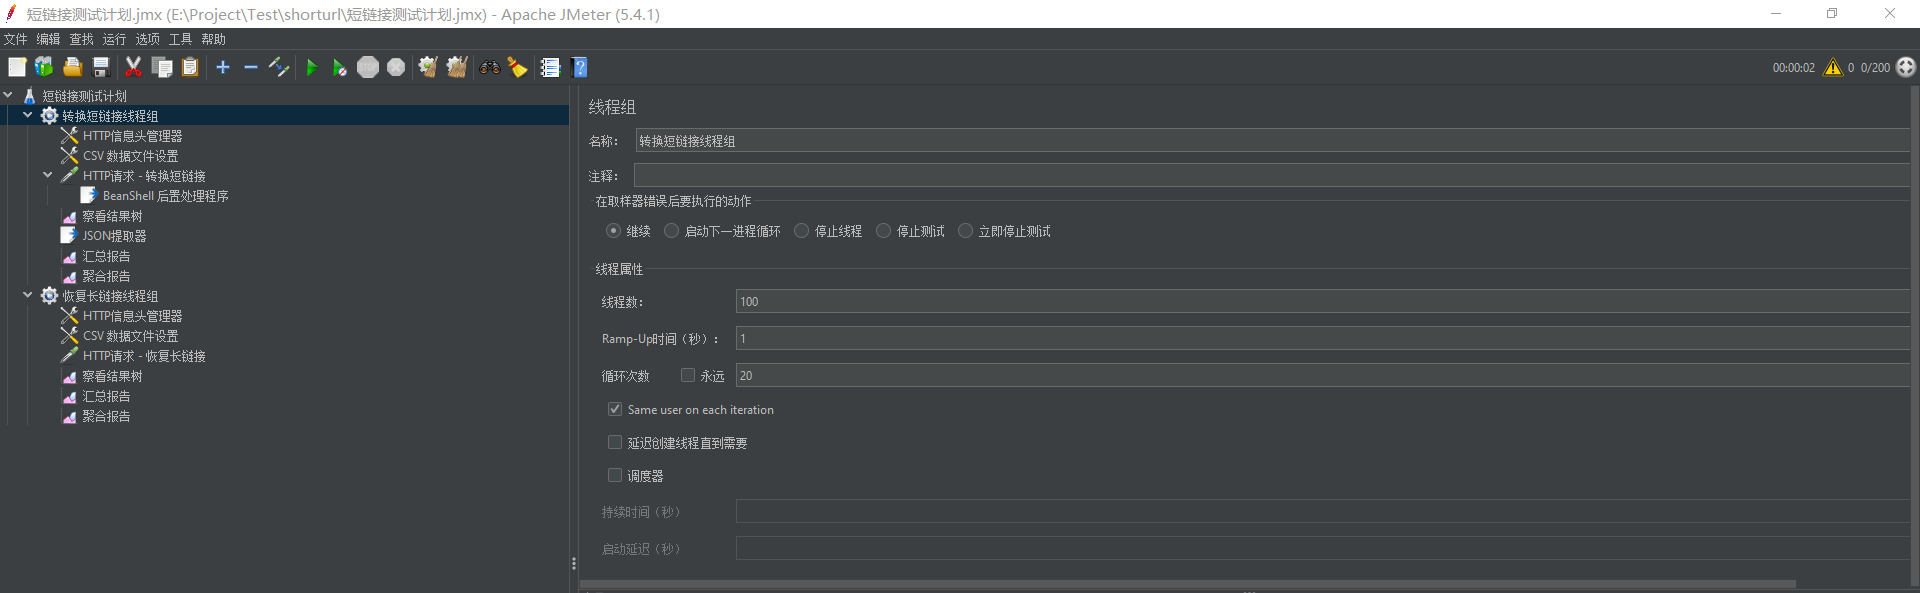 短链接测试计划.jmx (E:\Project\Test\shorturl\短链接测试计划.jmx) - Apache JMeter (5.4.1)
文件 编辑 查找 运行 选项 工具 帮助
STOP
00:00:02 0 0/200
短链接测试计划
转换短链接线程组
HTTP信息头管理器
CSV 数据文件设置
HTTP请求 - 转换短链接
BeanShell 后置处理程序
察看结果树
JSON提取器
汇总报告
聚合报告
恢复长链接线程组
HTTP信息头管理器
CSV 数据文件设置
HTTP请求 - 恢复长链接
察看结果树
汇总报告
聚合报告
线程组
名称: 转换短链接线程组
注释:
在取样器错误后要执行的动作
继续 启动下一进程循环 停止线程 停止测试 立即停止测试
线程属性
线程数: 100
Ramp-Up时间（秒）: 1
循环次数 永远 20
Same user on each iteration
延迟创建线程直到需要
调度器
持续时间（秒）
启动延迟（秒）